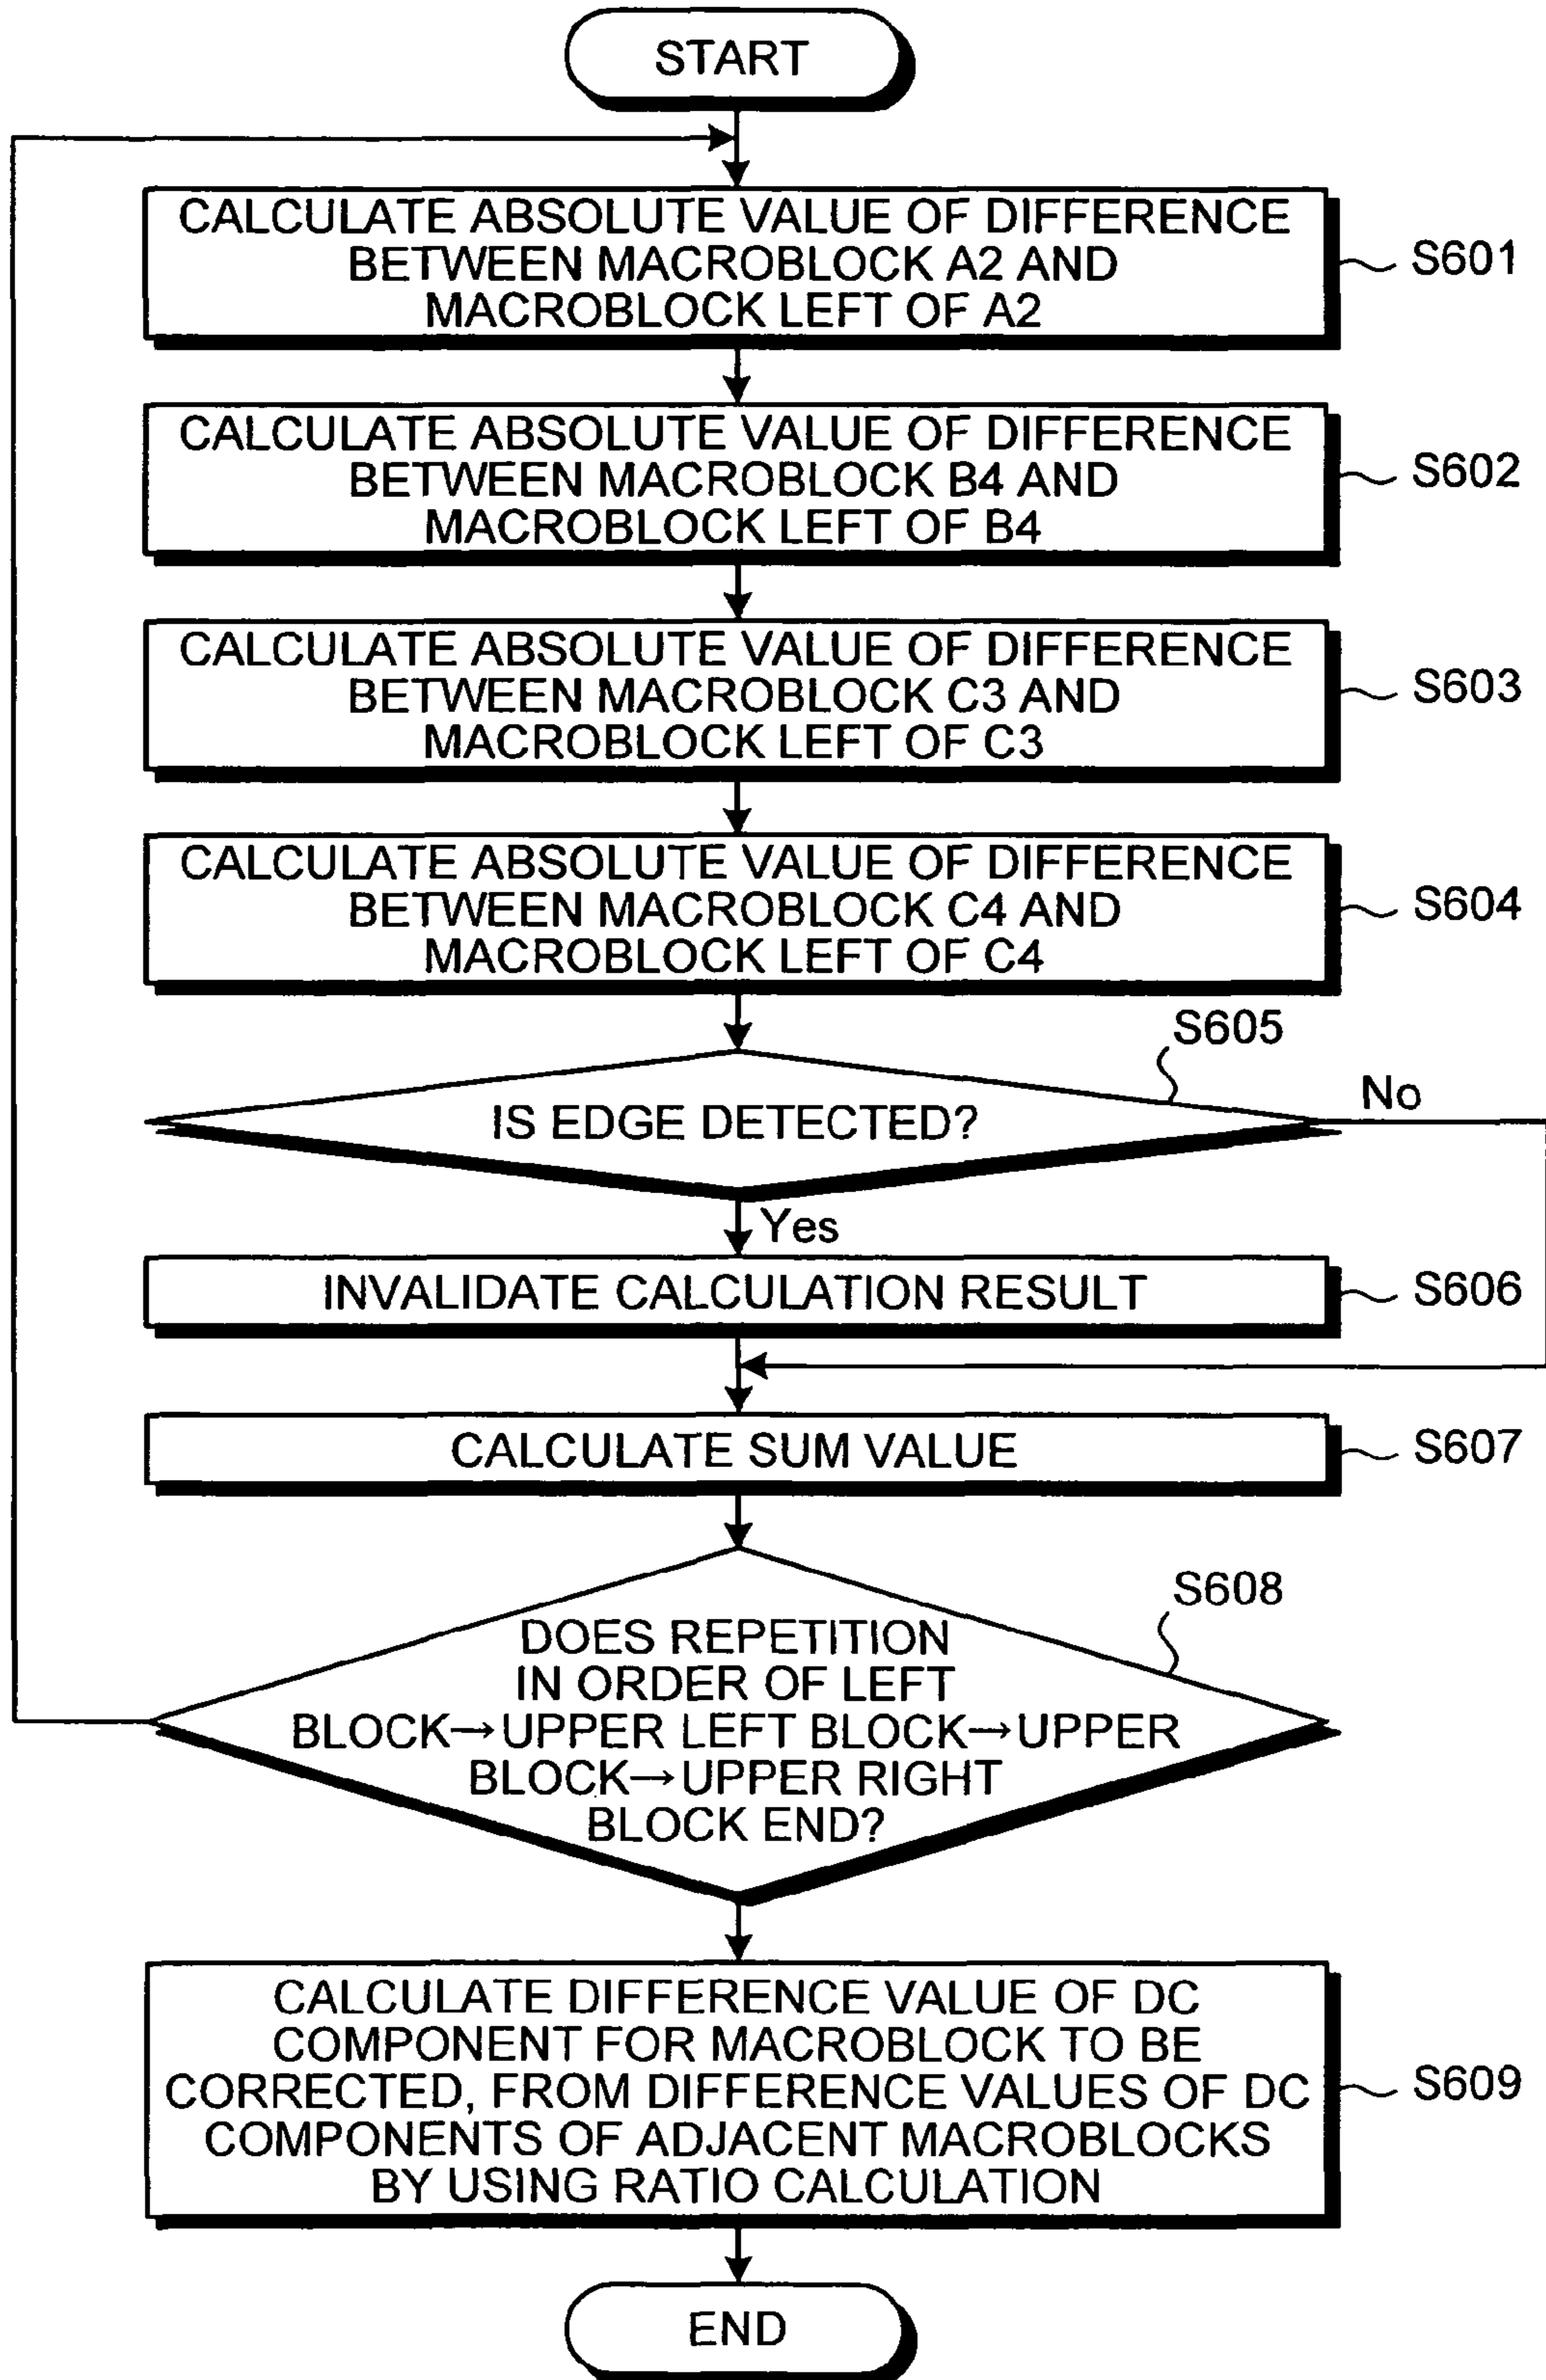 START
CALCULATE ABSOLUTE VALUE OF DIFFERENCE
BETWEEN MACROBLOCK A2 AND
MACROBLOCK LEFT OF A2
S601
CALCULATE ABSOLUTE VALUE OF DIFFERENCE
BETWEEN MACROBLOCK B4 AND
MACROBLOCK LEFT OF B4
S602
CALCULATE ABSOLUTE VALUE OF DIFFERENCE
BETWEEN MACROBLOCK C3 AND
MACROBLOCK LEFT OF C3
S603
CALCULATE ABSOLUTE VALUE OF DIFFERENCE
BETWEEN MACROBLOCK C4 AND
MACROBLOCK LEFT OF C4
S604
S605
IS EDGE DETECTED?
No
Yes
INVALIDATE CALCULATION RESULT
S606
CALCULATE SUM VALUE
S607
S608
DOES REPETITION
IN ORDER OF LEFT
BLOCK→UPPER LEFT BLOCK→UPPER
BLOCK→UPPER RIGHT
BLOCK END?
CALCULATE DIFFERENCE VALUE OF DC
COMPONENT FOR MACROBLOCK TO BE
CORRECTED, FROM DIFFERENCE VALUES OF DC
COMPONENTS OF ADJACENT MACROBLOCKS
BY USING RATIO CALCULATION
S609
END